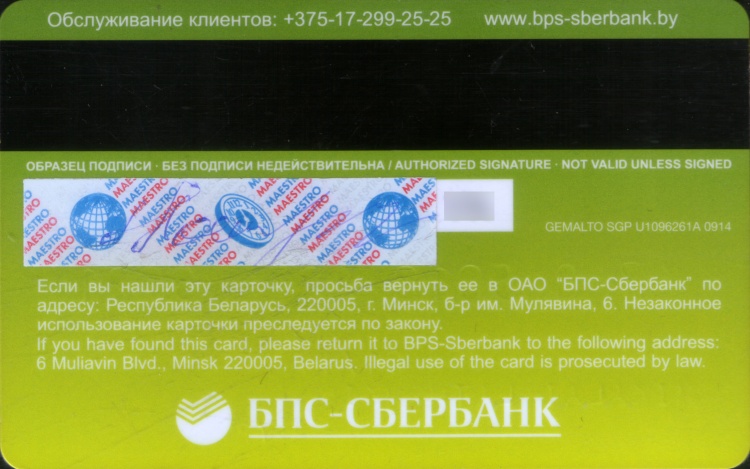 Обслуживание клиентов: +375-17-299-25-25 www.bps-sberbank.by
ОБРАЗЕЦ ПОДПИСИ · БЕЗ ПОДПИСИ НЕДЕЙСТВИТЕЛЬНА / AUTHORIZED SIGNATURE · NOT VALID UNLESS SIGNED
MAESTRO MAESTRO MAESTRO MAESTRO
GEMALTO SGP U1096261A 0914
Если вы нашли эту карточку, просьба вернуть ее в ОАО “БПС-Сбербанк” по
адресу: Республика Беларусь, 220005, г. Минск, б-р им. Мулявина, 6. Незаконное
использование карточки преследуется по закону.
If you have found this card, please return it to BPS-Sberbank to the following address:
6 Muliavin Blvd., Minsk 220005, Belarus. Illegal use of the card is prosecuted by law.
БПС-СБЕРБАНК